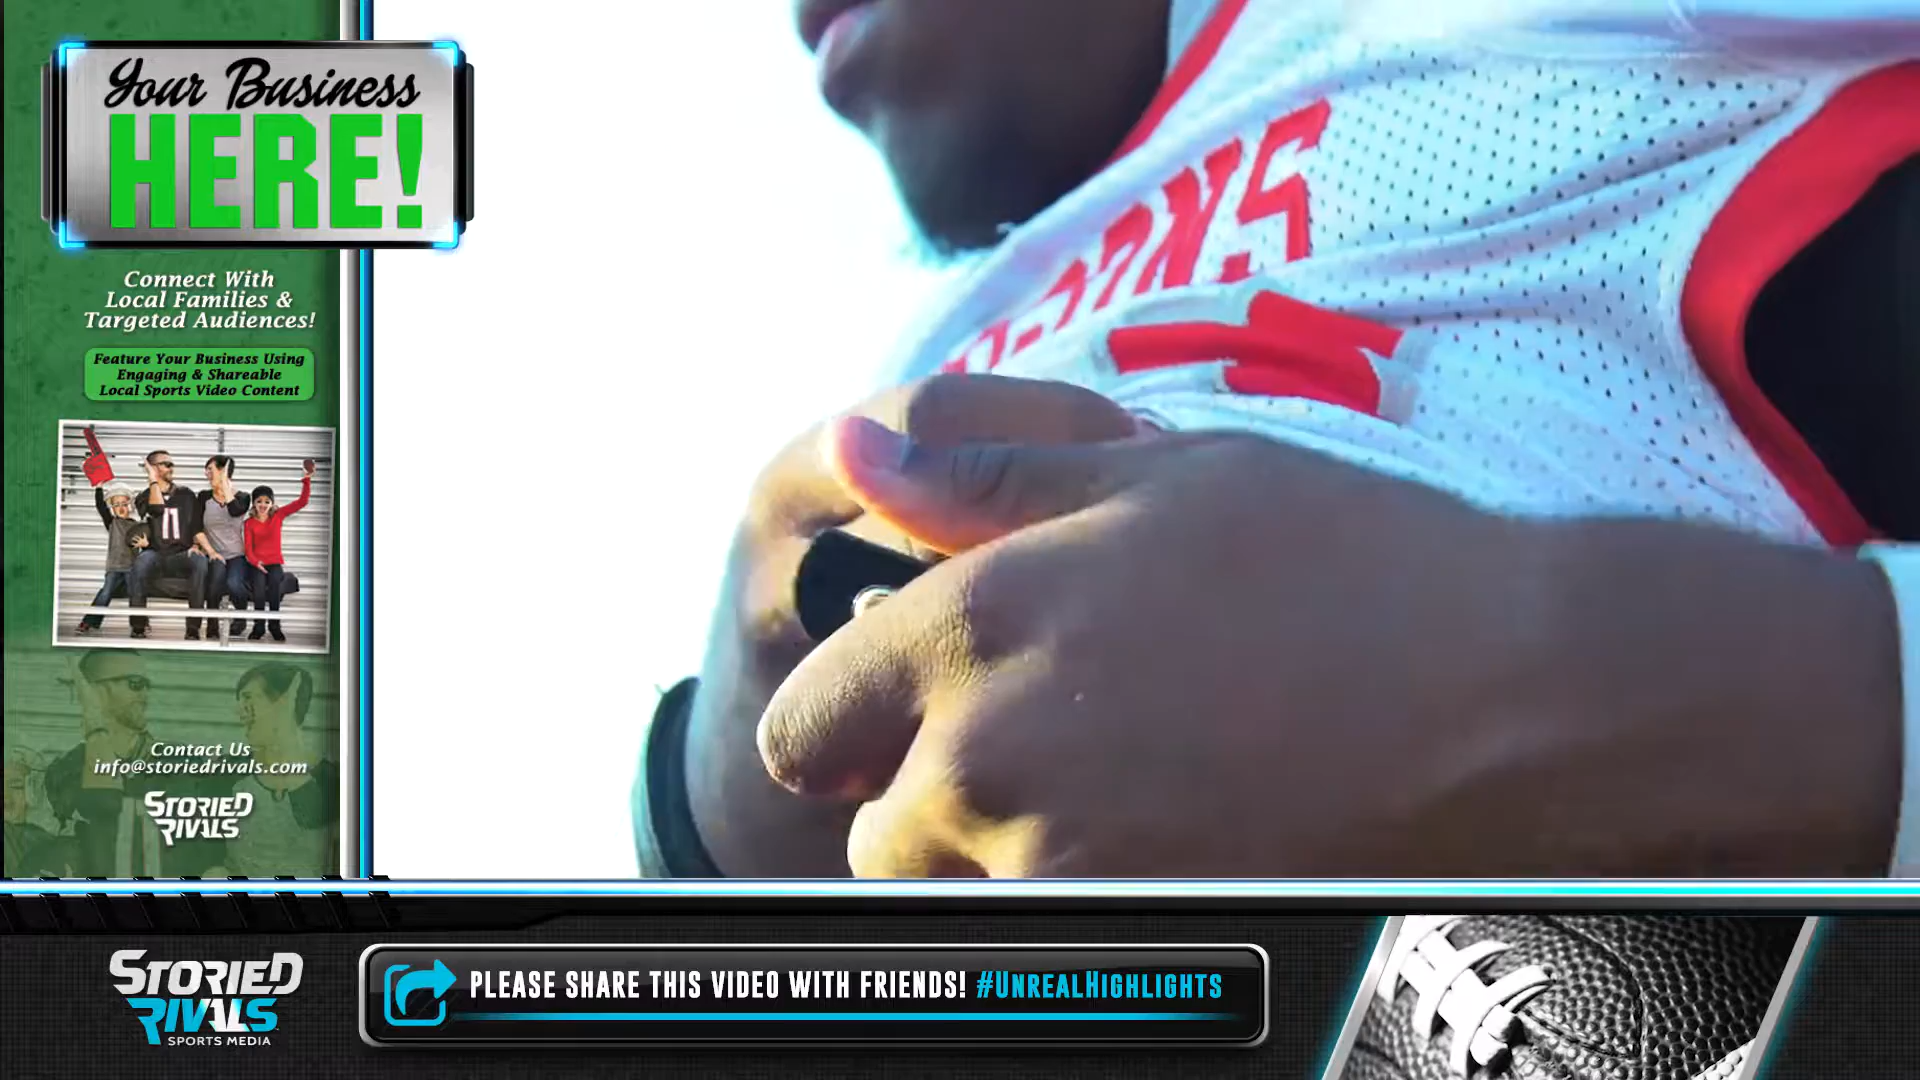 Your Business
HERE!
Connect With
Local Families &
Targeted Audiences!
Feature Your Business Using
Engaging & Shareable
Local Sports Video Content
11
Contact Us
info@storiedrivals.com
STORIED
RIVALS
STORIED
RIVALS
SPORTS MEDIA
PLEASE SHARE THIS VIDEO WITH FRIENDS! #UNREALHIGHLIGHTS